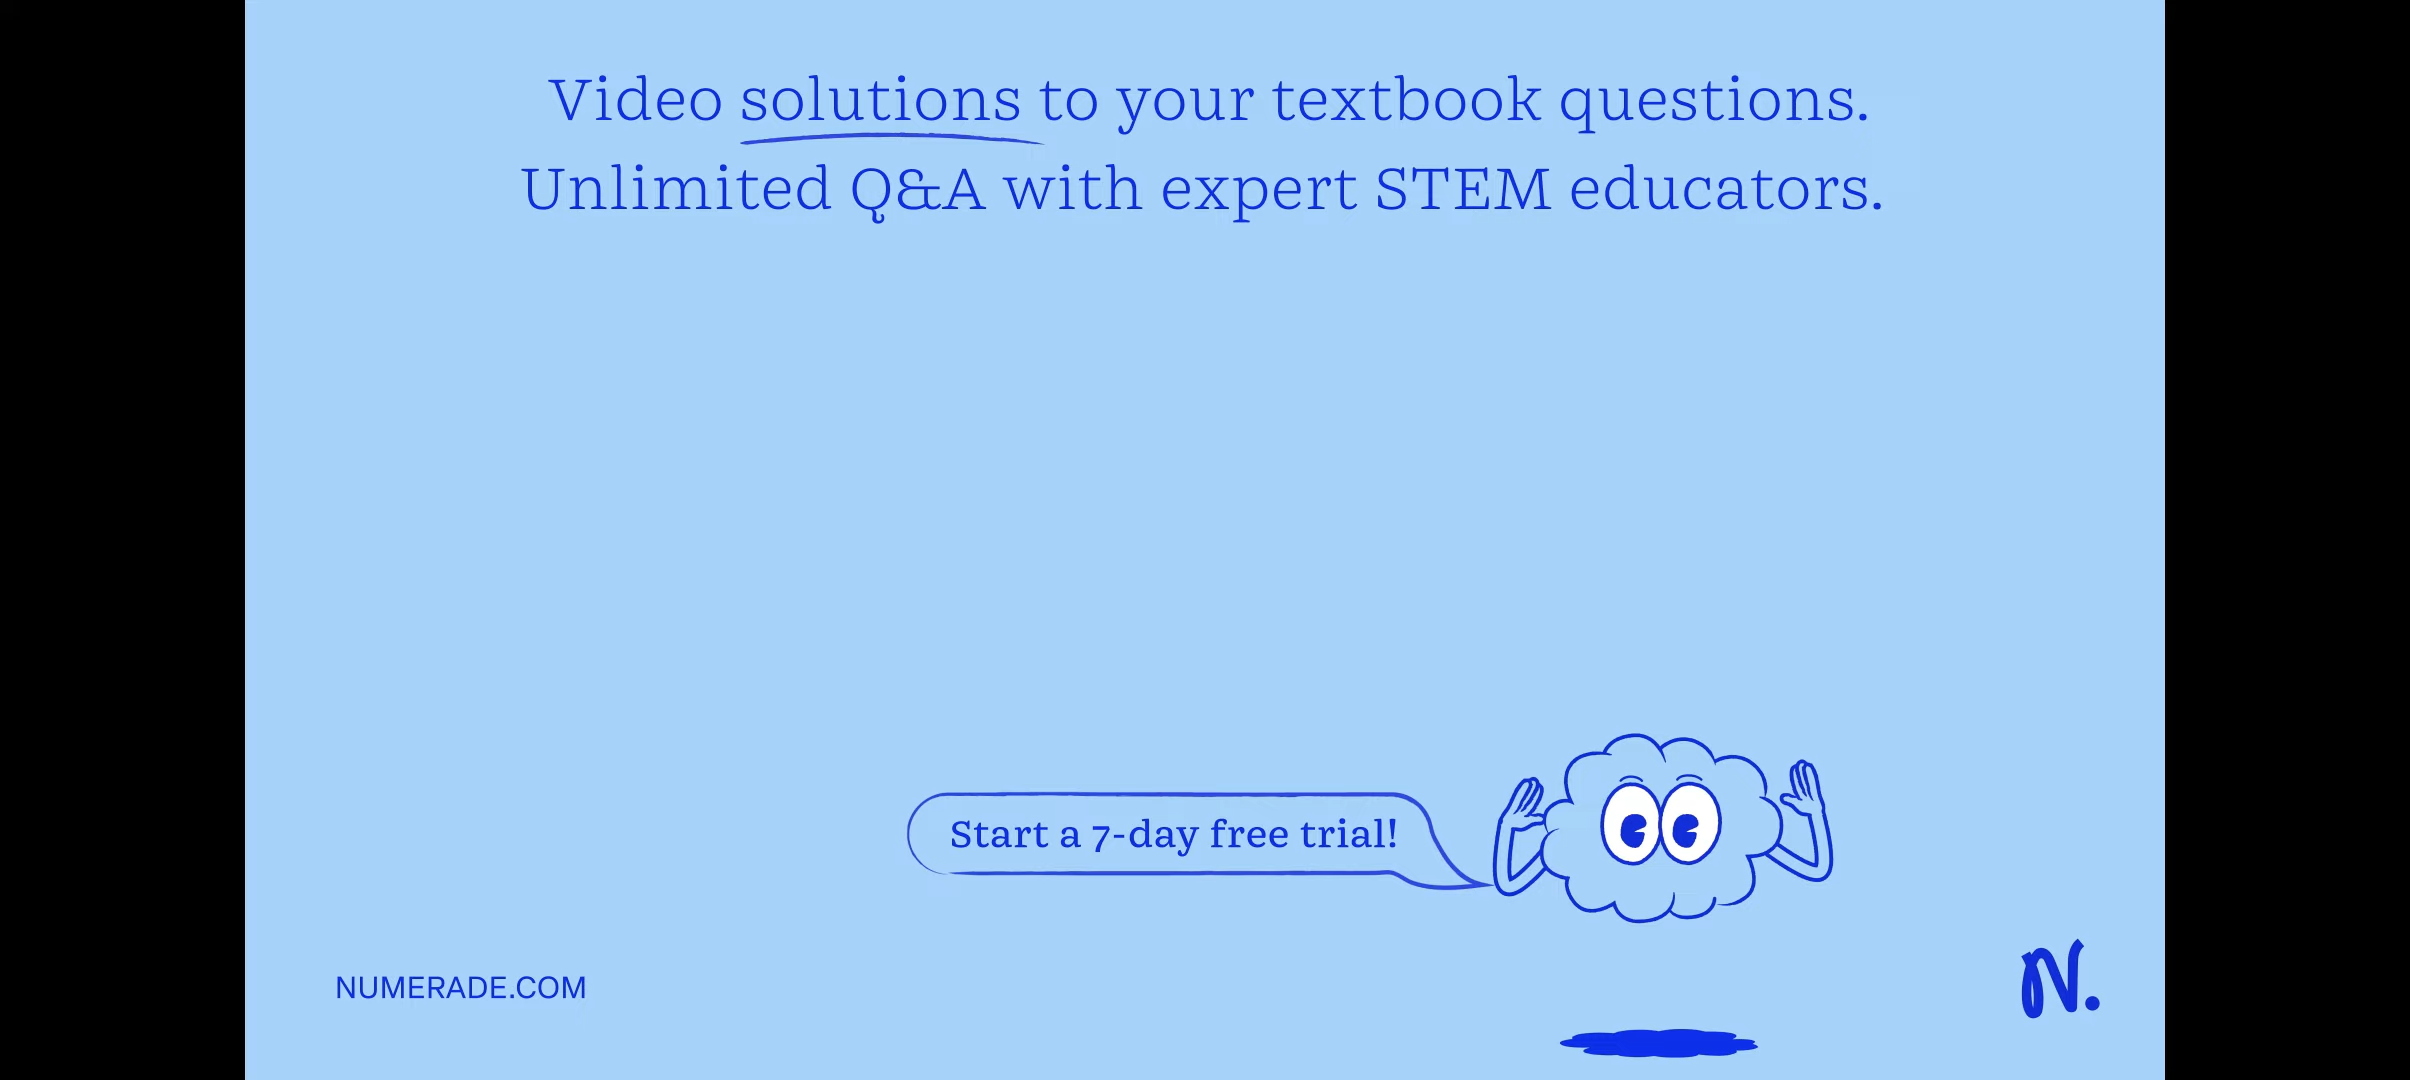 Video solutions to your textbook questions.
Unlimited Q&A with expert STEM educators.
Start a 7-day free trial!
NUMERADE.COM
N.